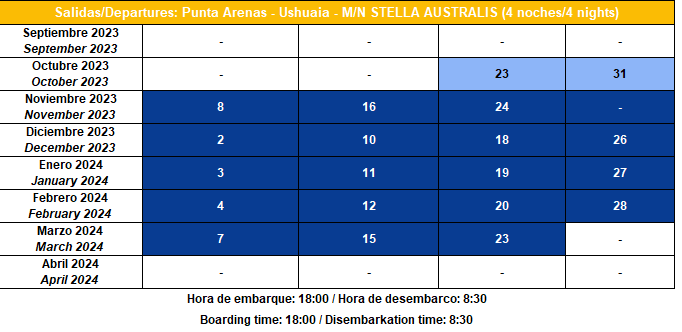 Salidas/Departures: Punta Arenas - Ushuaia - M/N STELLA AUSTRALIS (4 noches/4 nights)
Septiembre 2023
September 2023 - - - -
Octubre 2023
October 2023 - - 23 31
Noviembre 2023
November 2023 8 16 24 -
Diciembre 2023
December 2023 2 10 18 26
Enero 2024
January 2024 3 11 19 27
Febrero 2024
February 2024 4 12 20 28
Marzo 2024
March 2024 7 15 23 -
Abril 2024
April 2024 - - - -
Hora de embarque: 18:00 / Hora de desembarco: 8:30
Boarding time: 18:00 / Disembarkation time: 8:30